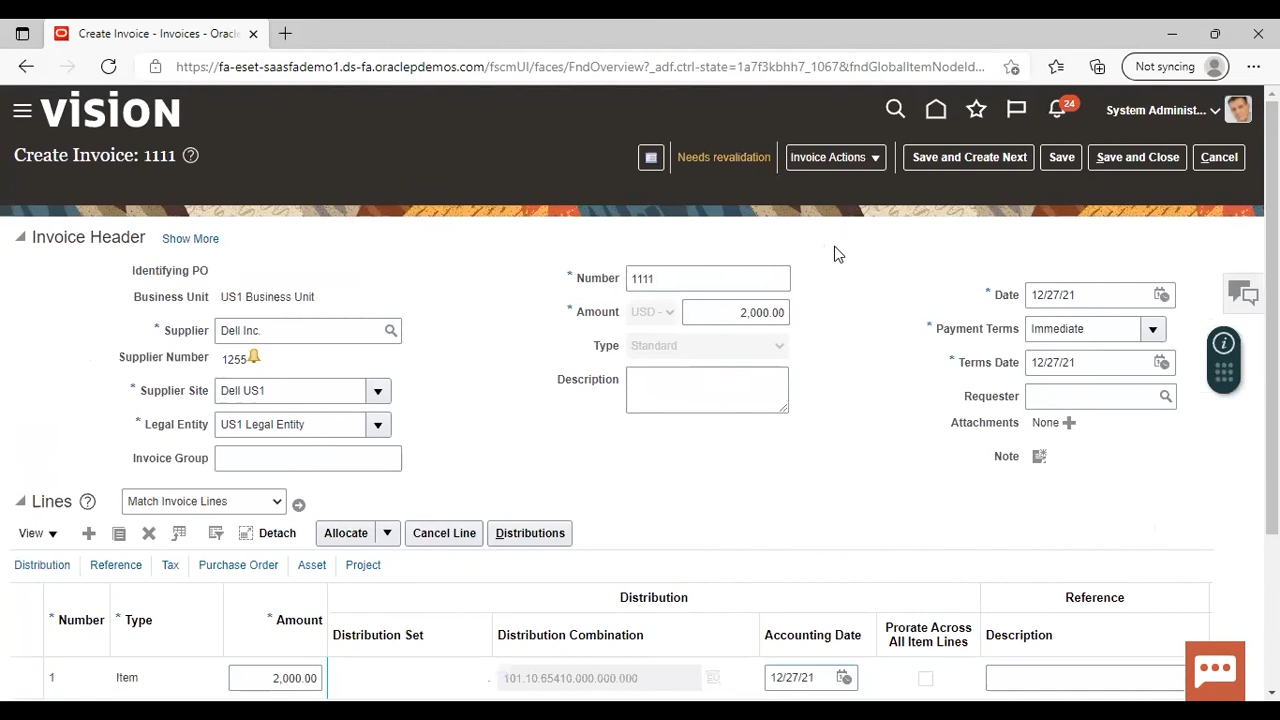 Create Invoice - Invoices - Oracle
https://fa-eset-saasfademo1.ds-fa.oraclepdemos.com/fscmUI/faces/FndOverview?_adf.ctrl-state=1a7f3kbhh7_1067&fndGlobalItemNodeId...
Not syncing
VISION
24
System Administ...
Create Invoice: 1111
Needs revalidation
Invoice Actions
Save and Create Next
Save
Save and Close
Cancel
Invoice Header
Show More
Identifying PO
Business Unit US1 Business Unit
* Supplier Dell Inc.
Supplier Number 1255
* Supplier Site Dell US1
* Legal Entity US1 Legal Entity
Invoice Group
* Number 1111
* Amount USD - 2,000.00
Type Standard
Description
* Date 12/27/21
* Payment Terms Immediate
* Terms Date 12/27/21
Requester
Attachments None
Note
Lines
Match Invoice Lines
View
Detach
Allocate
Cancel Line
Distributions
Distribution
Reference
Tax
Purchase Order
Asset
Project
* Number
* Type
* Amount
Distribution
Reference
Distribution Set
Distribution Combination
Accounting Date
Prorate Across All Item Lines
Description
1 Item 2,000.00 101.10.65410.000.000.000 12/27/21